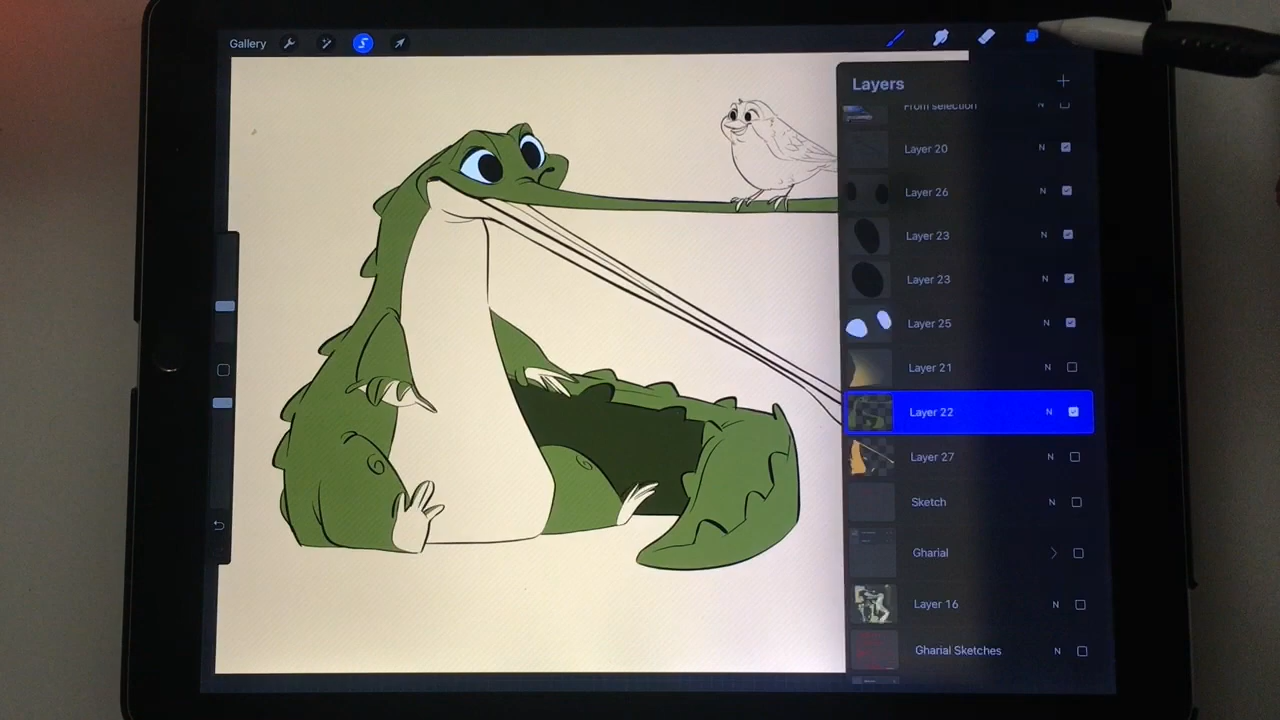 Gallery
Layers
From selection
N
Layer 20
N
Layer 26
N
Layer 23
N
Layer 23
N
Layer 25
N
Layer 21
N
Layer 22
N
Layer 27
N
Sketch
N
Gharial
Layer 16
N
Gharial Sketches
N